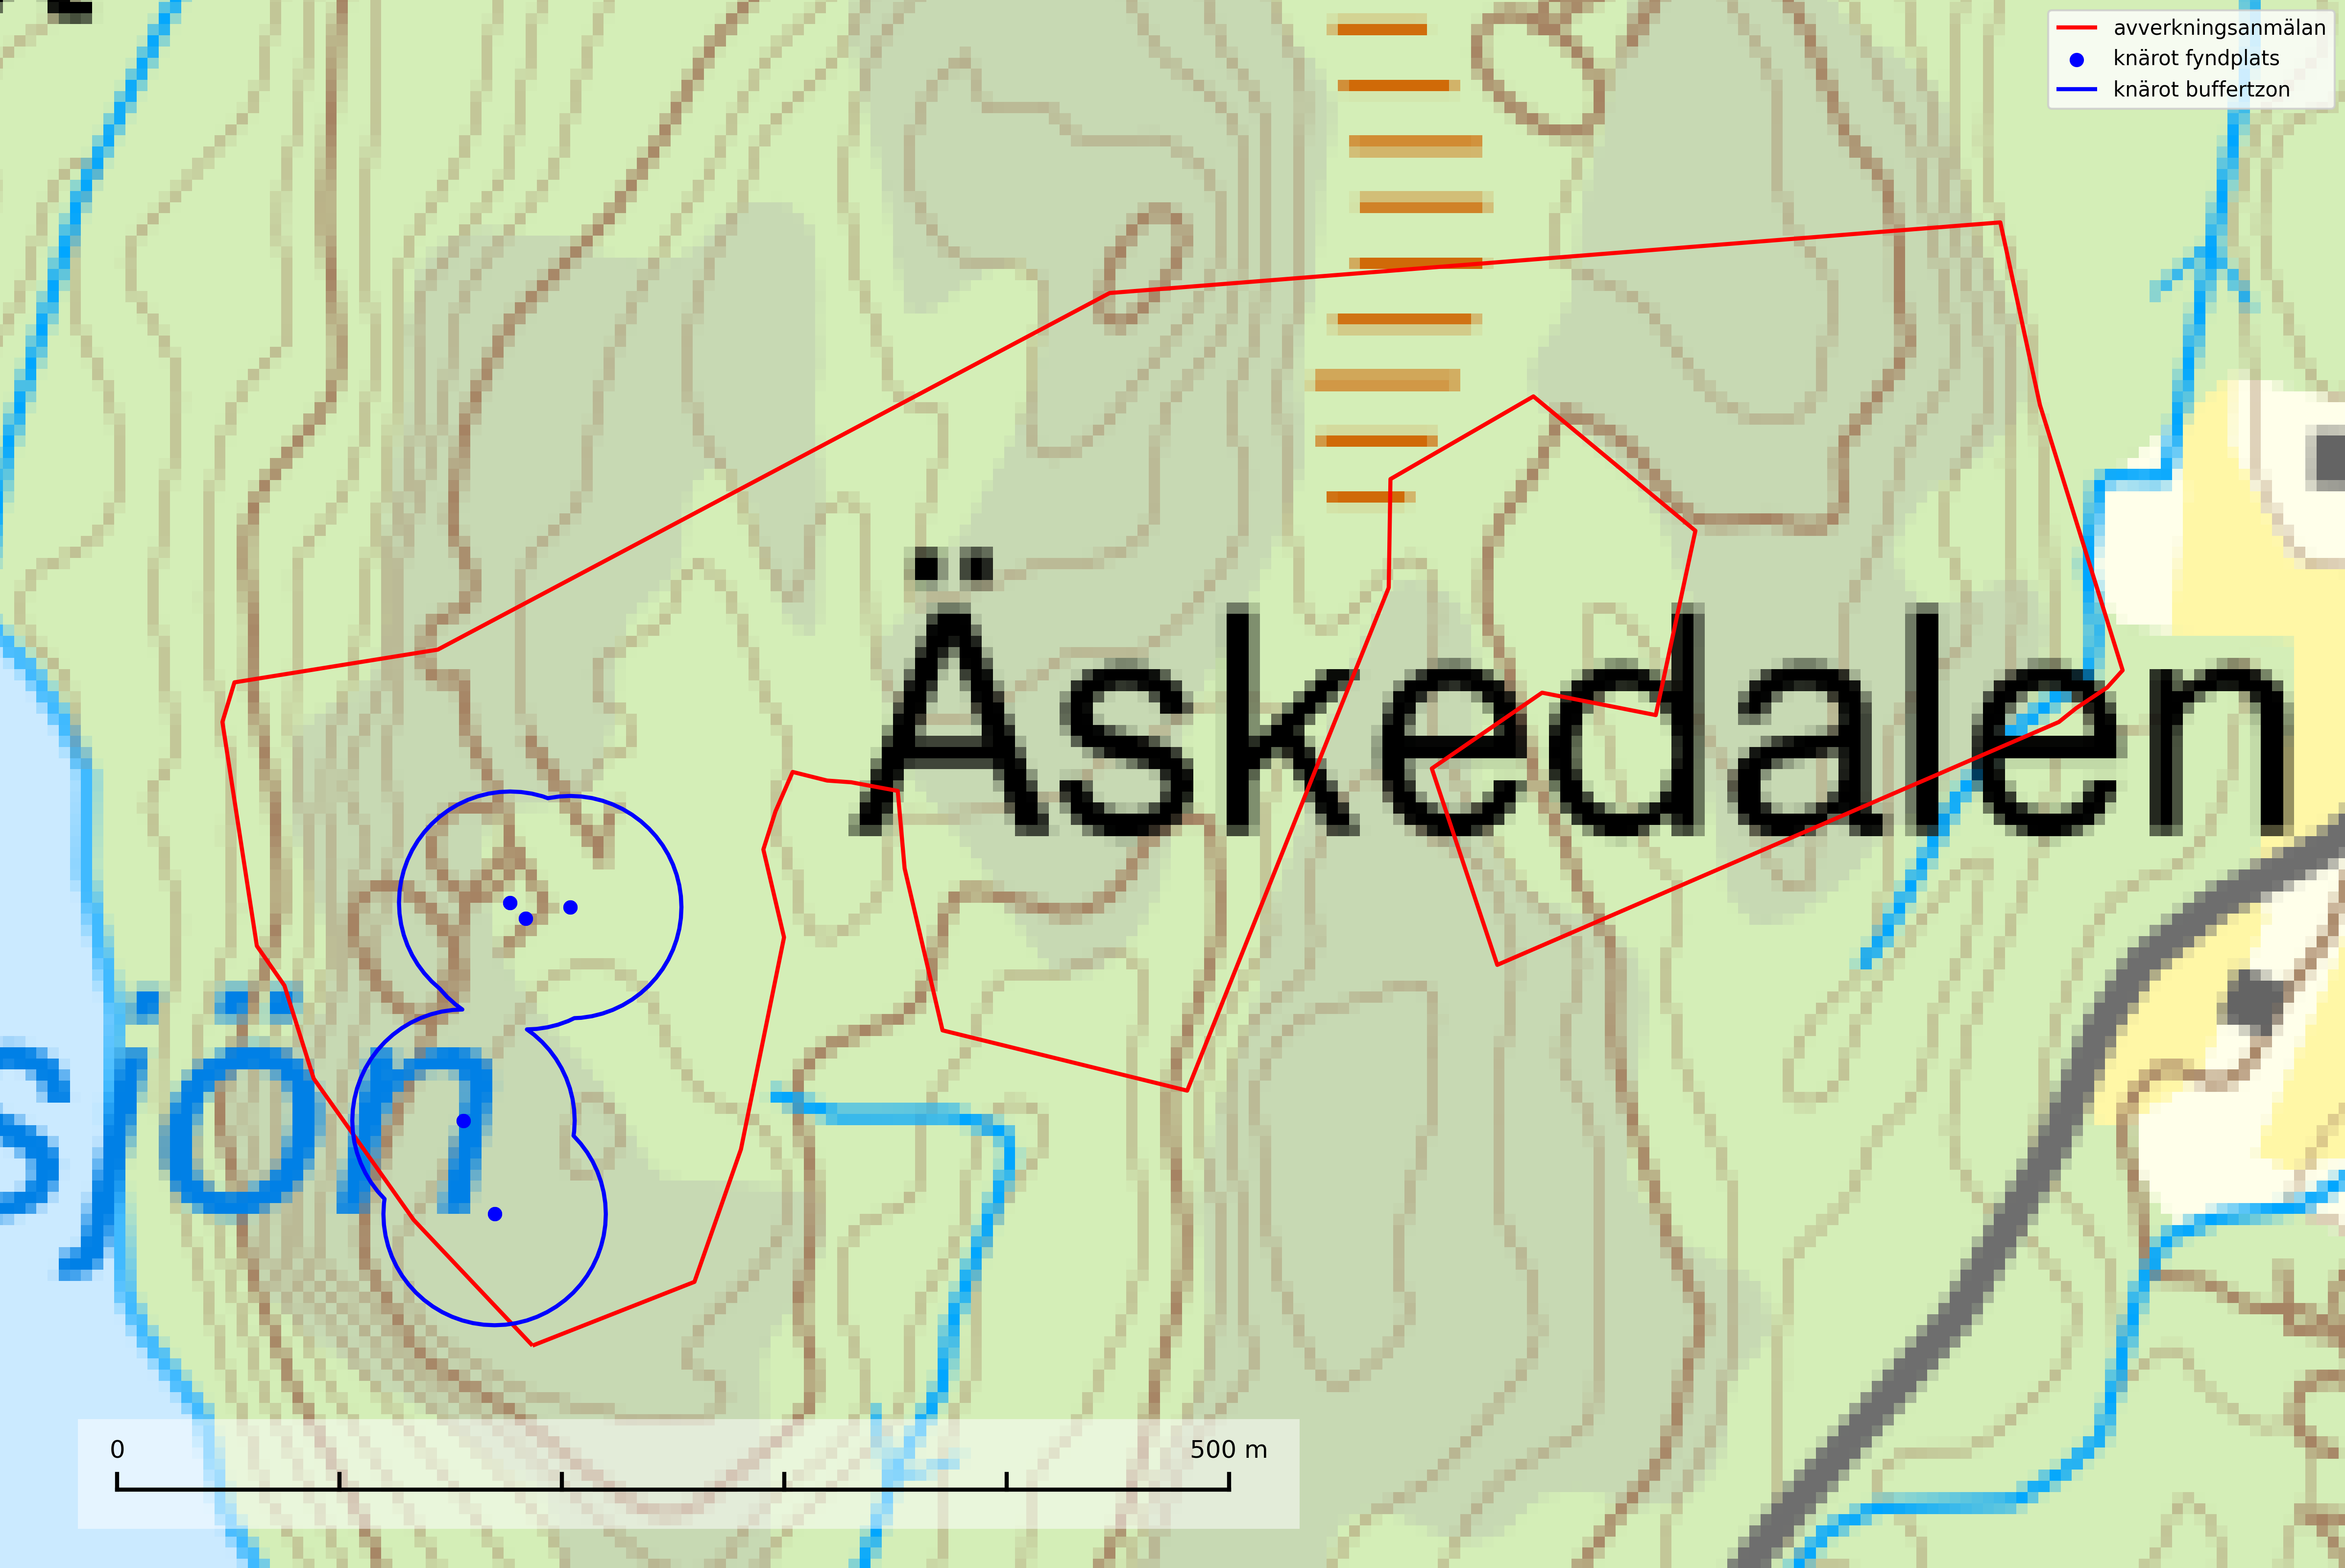 avverkningsanmälan
knärot fyndplats
knärot buffertzon
Äskedalen
sjön
0 500 m